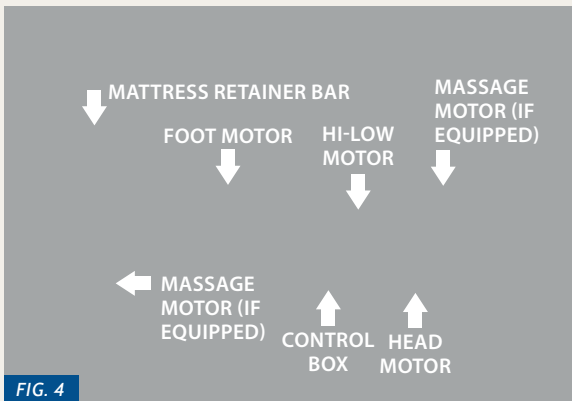 MATTRESS RETAINER BAR
MASSAGE
MOTOR (IF
EQUIPPED)
FOOT MOTOR
HI-LOW
MOTOR
MASSAGE
MOTOR (IF
EQUIPPED)
CONTROL
BOX
HEAD
MOTOR
FIG. 4